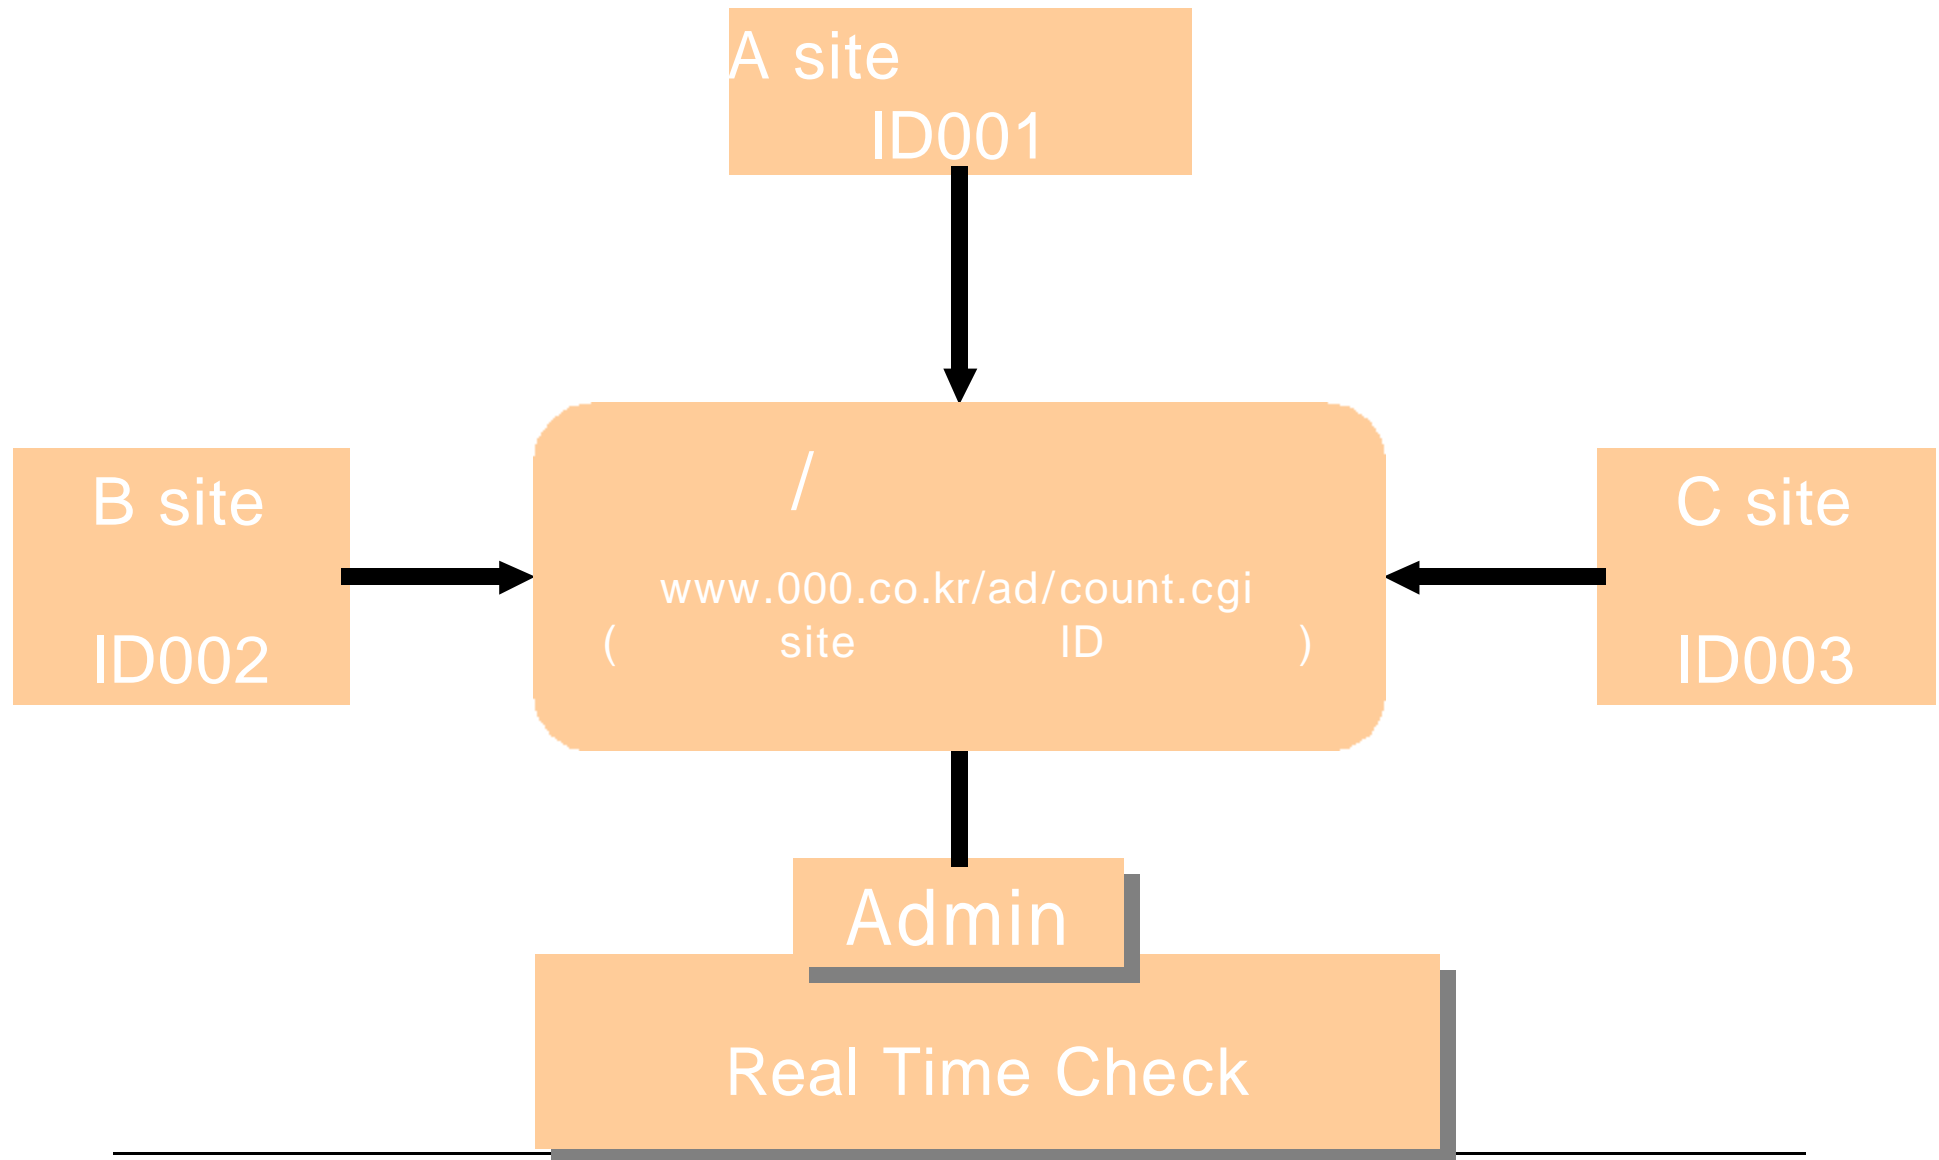 A site
ID001
/
www.000.co.kr/ad/count.cgi
( site ID )
B site
ID002
C site
ID003
Admin
Real Time Check